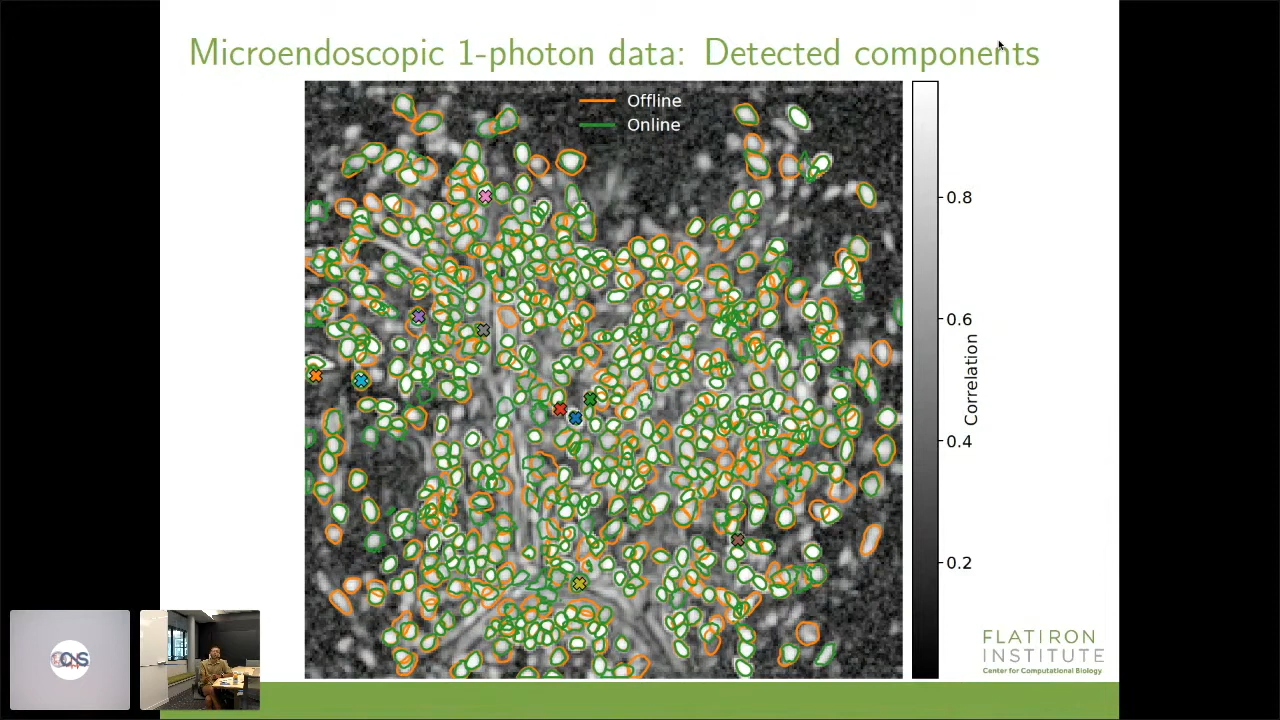 Microendoscopic 1-photon data: Detected components
Offline
Online
0.8
0.6
0.4
0.2
Correlation
FLATIRON
INSTITUTE
Center for Computational Biology